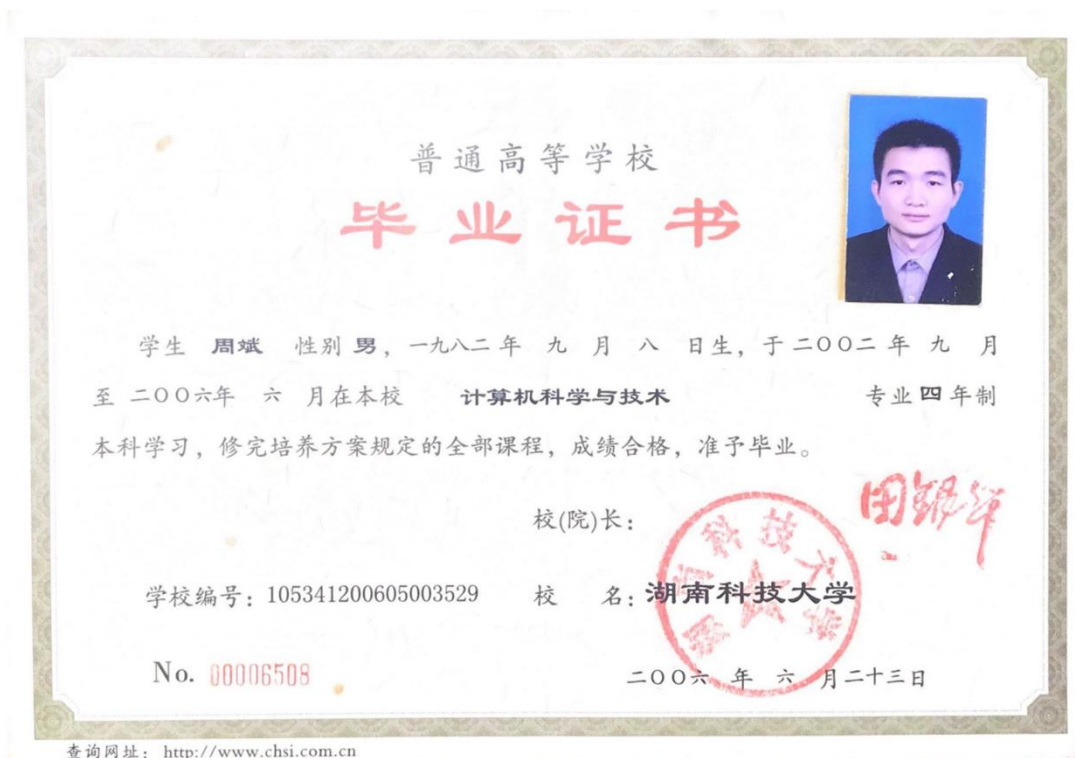 普通高等学校
毕业证书
学生 周斌 性别 男，一九八二 年 九 月 八 日生，于 二〇〇二 年 九 月
至 二〇〇六年 六 月在本校 计算机科学与技术 专业 四 年制
本科学习，修完培养方案规定的全部课程，成绩合格，准予毕业。
校(院)长：
学校编号：105341200605003529 校 名：湖南科技大学
No. 00006508 二〇〇六 年 六 月二十三日
查询网址：http://www.chsi.com.cn